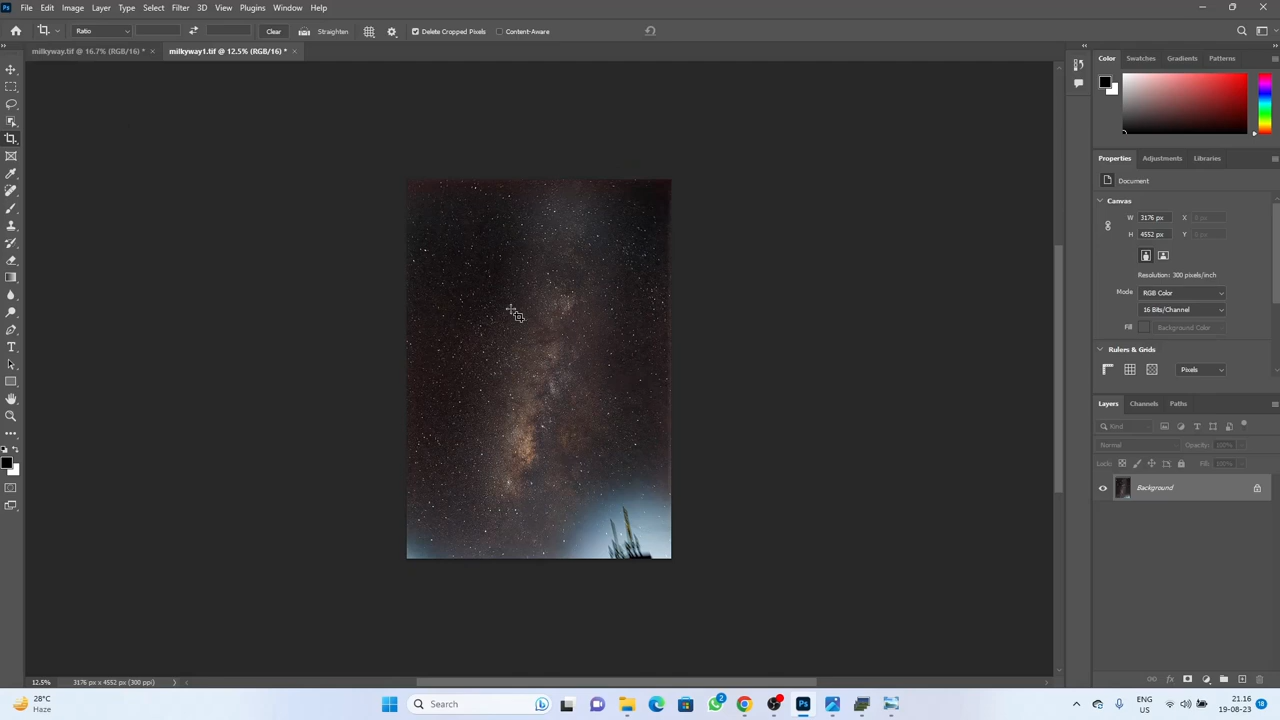 Ps File Edit Image Layer Type Select Filter 3D View Plugins Window Help
Ratio Clear Straighten Delete Cropped Pixels Content-Aware
milkyway.tif @ 16.7% (RGB/16) * × milkyway1.tif @ 12.5% (RGB/16) * ×
Color Swatches Gradients Patterns
Properties Adjustments Libraries
Document
Canvas
W 3176 px X 0 px
H 4552 px Y 0 px
Resolution: 300 pixels/inch
Mode RGB Color
16 Bits/Channel
Fill Background Color
Rulers & Grids
Pixels
Layers Channels Paths
Kind
Normal Opacity: 100%
Lock: Fill: 100%
Background
12.5% 3176 px x 4552 px (300 ppi)
28°C
Haze
Search
2
Ps
ENG
US
21.16
19-08-23
18